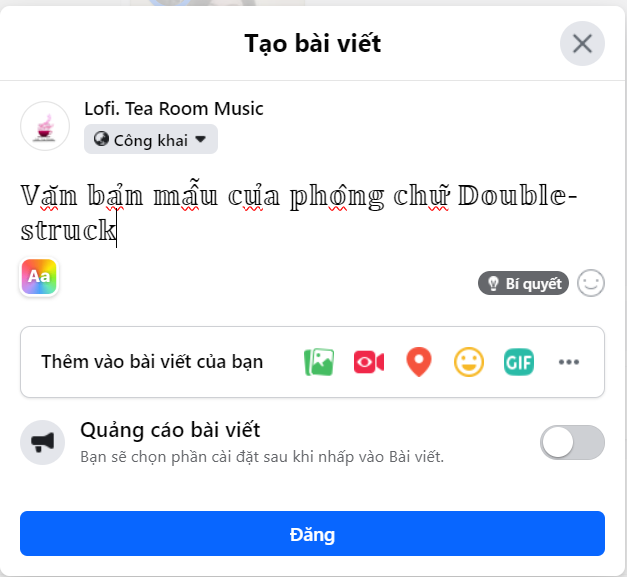 Tạo bài viết
Lofi. Tea Room Music
Công khai
𝕍𝕒̆𝕟 𝕓𝕒̉𝕟 𝕞𝕒̂̃𝕦 𝕔𝕦̉𝕒 𝕡𝕙𝕠̂𝕟𝕘 𝕔𝕙𝕦̛̃ 𝔻𝕠𝕦𝕓𝕝𝕖-
𝕤𝕥𝕣𝕦𝕔𝕜
Aa
Bí quyết
Thêm vào bài viết của bạn
GIF
Quảng cáo bài viết
Bạn sẽ chọn phần cài đặt sau khi nhấp vào Bài viết.
Đăng